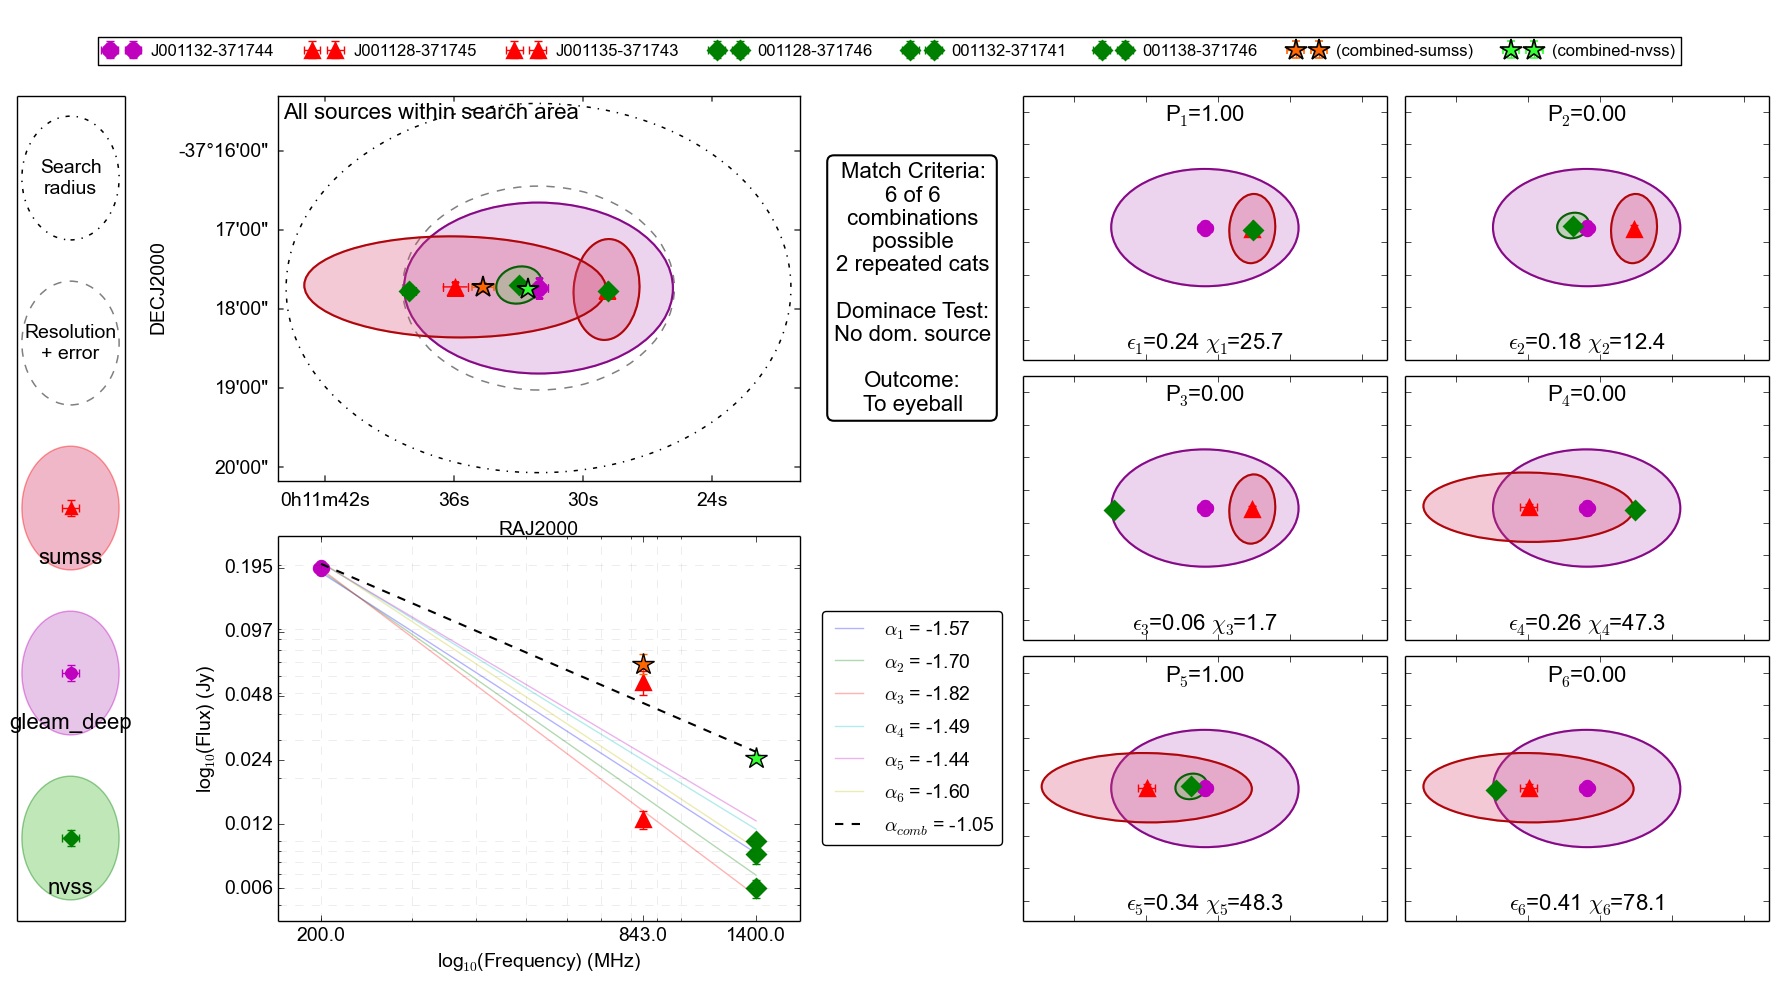 J001132-371744
J001128-371745
J001135-371743
001128-371746
001132-371741
001138-371746
(combined-sumss)
(combined-nvss)
Search
radius
Resolution
+ error
sumss
gleam_deep
nvss
All sources within search area
DECJ2000
-37°16'00"
17'00"
18'00"
19'00"
20'00"
0h11m42s
36s
30s
24s
RAJ2000
Match Criteria:
6 of 6
combinations
possible
2 repeated cats
Dominace Test:
No dom. source
Outcome:
To eyeball
log₁₀(Flux) (Jy)
0.195
0.097
0.048
0.024
0.012
0.006
200.0
843.0
1400.0
log₁₀(Frequency) (MHz)
α₁ = -1.57
α₂ = -1.70
α₃ = -1.82
α₄ = -1.49
α₅ = -1.44
α₆ = -1.60
α_comb = -1.05
P₁=1.00
ϵ₁=0.24 χ₁=25.7
P₂=0.00
ϵ₂=0.18 χ₂=12.4
P₃=0.00
ϵ₃=0.06 χ₃=1.7
P₄=0.00
ϵ₄=0.26 χ₄=47.3
P₅=1.00
ϵ₅=0.34 χ₅=48.3
P₆=0.00
ϵ₆=0.41 χ₆=78.1